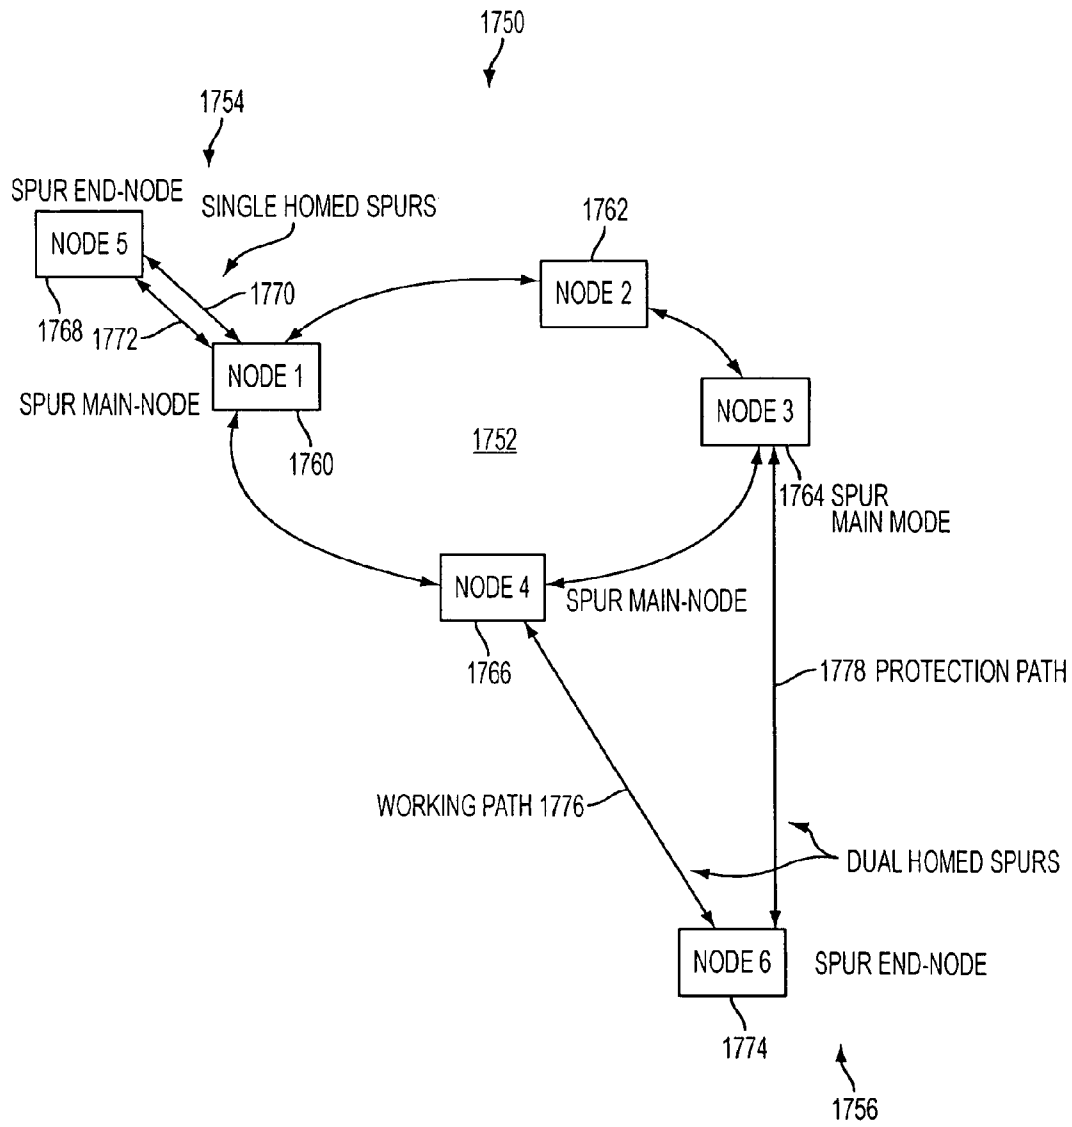 1750
1754
SPUR END-NODE
SINGLE HOMED SPURS
1762
NODE 5
NODE 2
1770
1768
1772
NODE 1
SPUR MAIN-NODE
NODE 3
1752
1760
1764 SPUR
MAIN MODE
NODE 4
SPUR MAIN-NODE
1766
1778 PROTECTION PATH
WORKING PATH 1776
DUAL HOMED SPURS
NODE 6
SPUR END-NODE
1774
1756